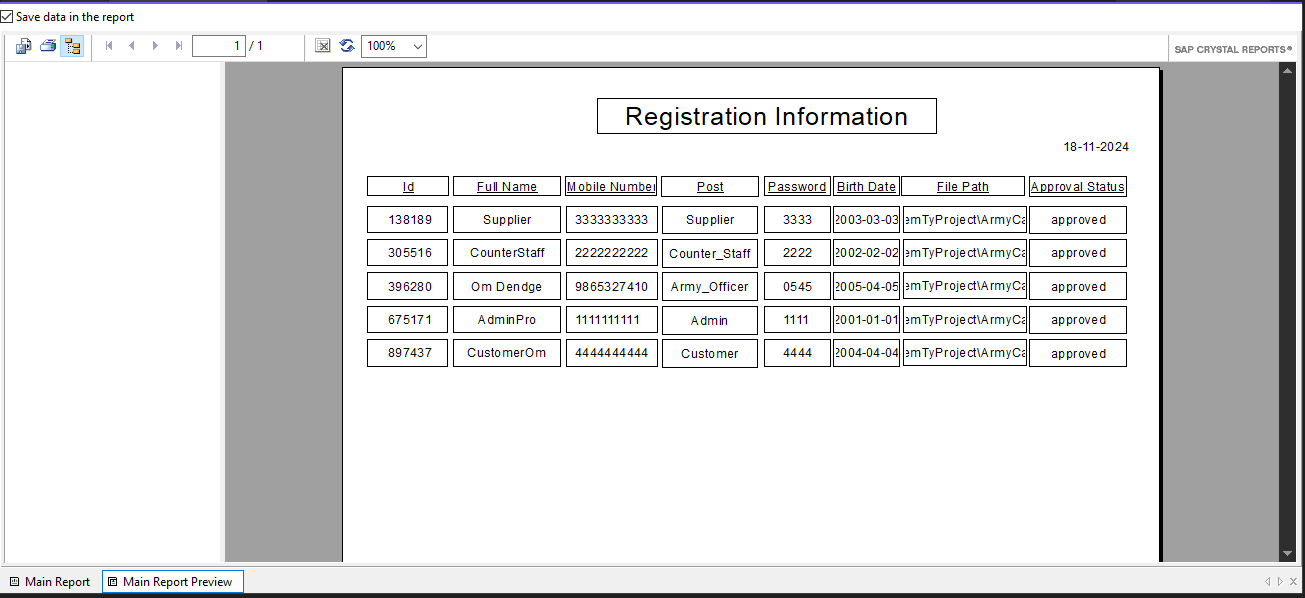 Save data in the report
1 / 1 100% SAP CRYSTAL REPORTS®
Registration Information
18-11-2024
Id Full Name Mobile Number Post Password Birth Date File Path Approval Status
138189 Supplier 3333333333 Supplier 3333 2003-03-03 emTyProject\ArmyCa approved
305516 CounterStaff 2222222222 Counter_Staff 2222 2002-02-02 emTyProject\ArmyCa approved
396280 Om Dendge 9865327410 Army_Officer 0545 2005-04-05 emTyProject\ArmyCa approved
675171 AdminPro 1111111111 Admin 1111 2001-01-01 emTyProject\ArmyCa approved
897437 CustomerOm 4444444444 Customer 4444 2004-04-04 emTyProject\ArmyCa approved
Main Report Main Report Preview